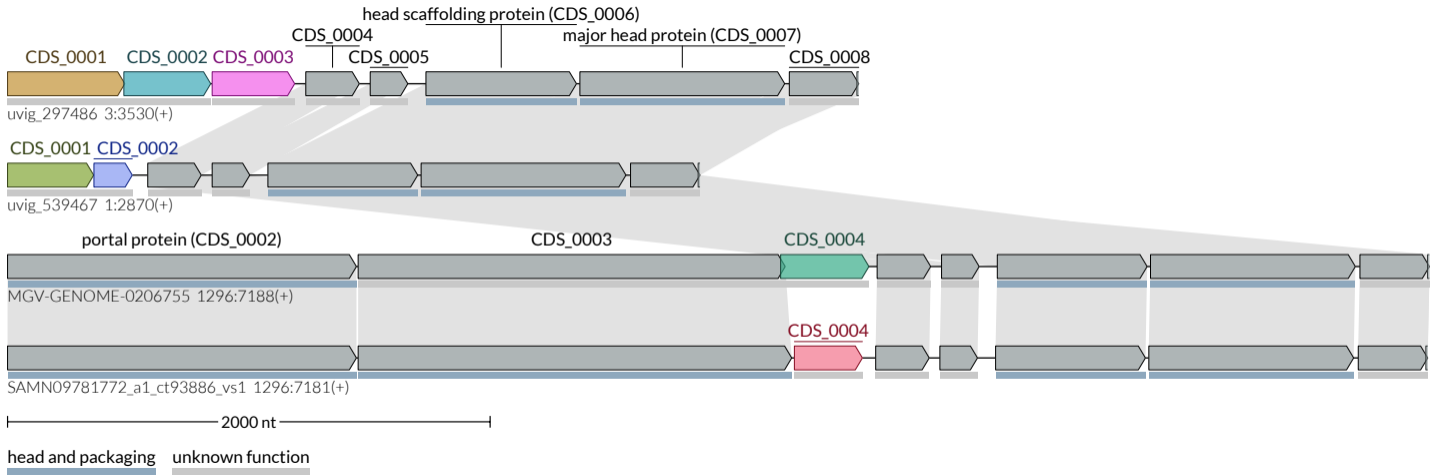 head scaffolding protein (CDS_0006)
CDS_0004 major head protein (CDS_0007)
CDS_0001 CDS_0002 CDS_0003 CDS_0005 CDS_0008
uvig_297486 3:3530(+)
CDS_0001 CDS_0002
uvig_539467 1:2870(+)
portal protein (CDS_0002) CDS_0003 CDS_0004
MGV-GENOME-0206755 1296:7188(+)
CDS_0004
SAMN09781772_a1_ct93886_vs1 1296:7181(+)
2000 nt
head and packaging unknown function